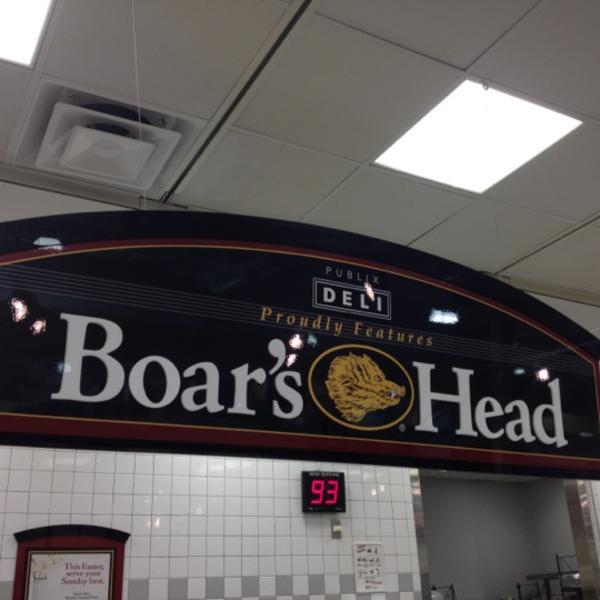 PUBLIX
DELI
Proudly Features
Boar's Head
®
93
This Easter,
serve your
Sunday best.